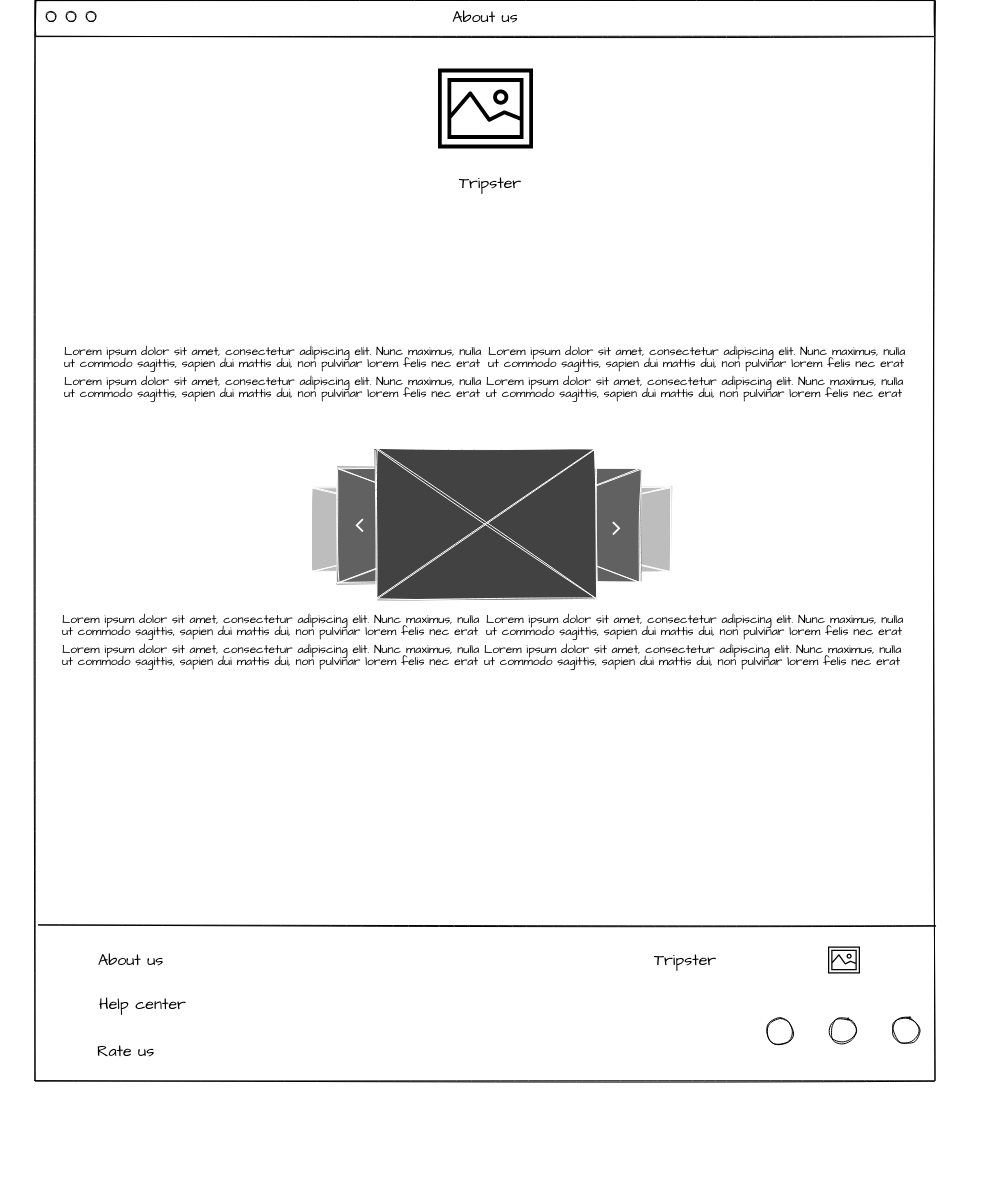 About us
Tripster
Lorem ipsum dolor sit amet, consectetur adipiscing elit. Nunc maximus, nulla Lorem ipsum dolor sit amet, consectetur adipiscing elit. Nunc maximus, nulla
ut commodo sagittis, sapien dui mattis dui, non pulvinar lorem felis nec erat ut commodo sagittis, sapien dui mattis dui, non pulvinar lorem felis nec erat
Lorem ipsum dolor sit amet, consectetur adipiscing elit. Nunc maximus, nulla Lorem ipsum dolor sit amet, consectetur adipiscing elit. Nunc maximus, nulla
ut commodo sagittis, sapien dui mattis dui, non pulvinar lorem felis nec erat ut commodo sagittis, sapien dui mattis dui, non pulvinar lorem felis nec erat
Lorem ipsum dolor sit amet, consectetur adipiscing elit. Nunc maximus, nulla Lorem ipsum dolor sit amet, consectetur adipiscing elit. Nunc maximus, nulla
ut commodo sagittis, sapien dui mattis dui, non pulvinar lorem felis nec erat ut commodo sagittis, sapien dui mattis dui, non pulvinar lorem felis nec erat
Lorem ipsum dolor sit amet, consectetur adipiscing elit. Nunc maximus, nulla Lorem ipsum dolor sit amet, consectetur adipiscing elit. Nunc maximus, nulla
ut commodo sagittis, sapien dui mattis dui, non pulvinar lorem felis nec erat ut commodo sagittis, sapien dui mattis dui, non pulvinar lorem felis nec erat
About us
Help center
Rate us
Tripster